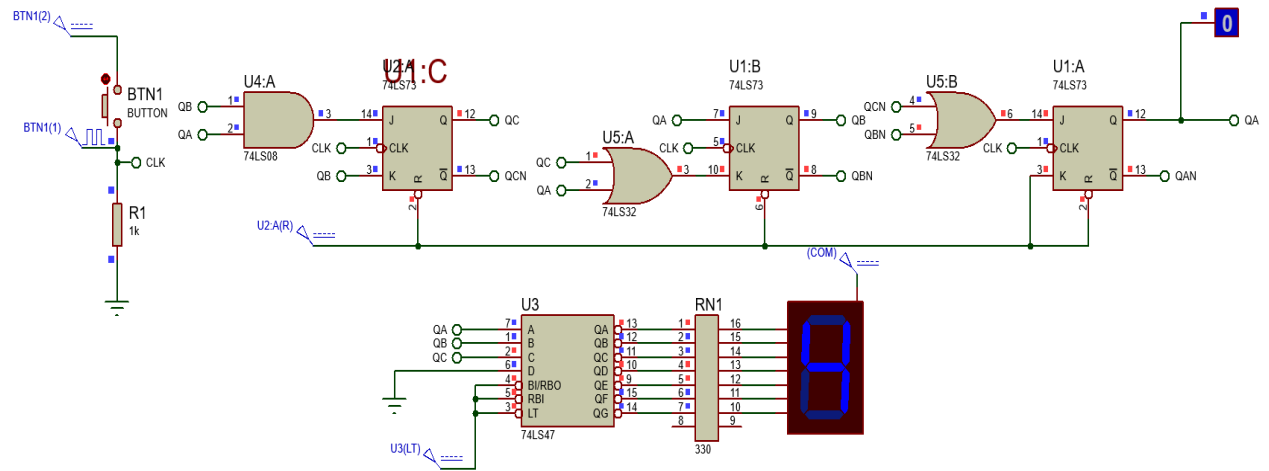 BTN1(2)
BTN1
BUTTON
BTN1(1)
CLK
R1
1k
U4:A
QB 1 3
QA 2
74LS08
U2:A
U1:C
74LS73
14 J Q 12 QC
CLK 1 CLK
QB 3 K Q 13 QCN
R
2
U2:A(R)
QC 1 3
QA 2
U5:A
74LS32
U1:B
74LS73
QA 7 J Q 9 QB
CLK 5 CLK
10 K Q 8 QBN
R
6
U5:B
QCN 4 6
QBN 5
74LS32
U1:A
74LS73
14 J Q 12 QA
CLK 1 CLK
3 K Q 13 QAN
R
2
0
(COM)
U3
QA 7 A QA 13
QB 1 B QB 12
QC 2 C QC 11
6 D QD 10
4 BI/RBO QE 9
5 RBI QF 15
3 LT QG 14
74LS47
U3(LT)
RN1
1 16
2 15
3 14
4 13
5 12
6 11
7 10
8 9
330